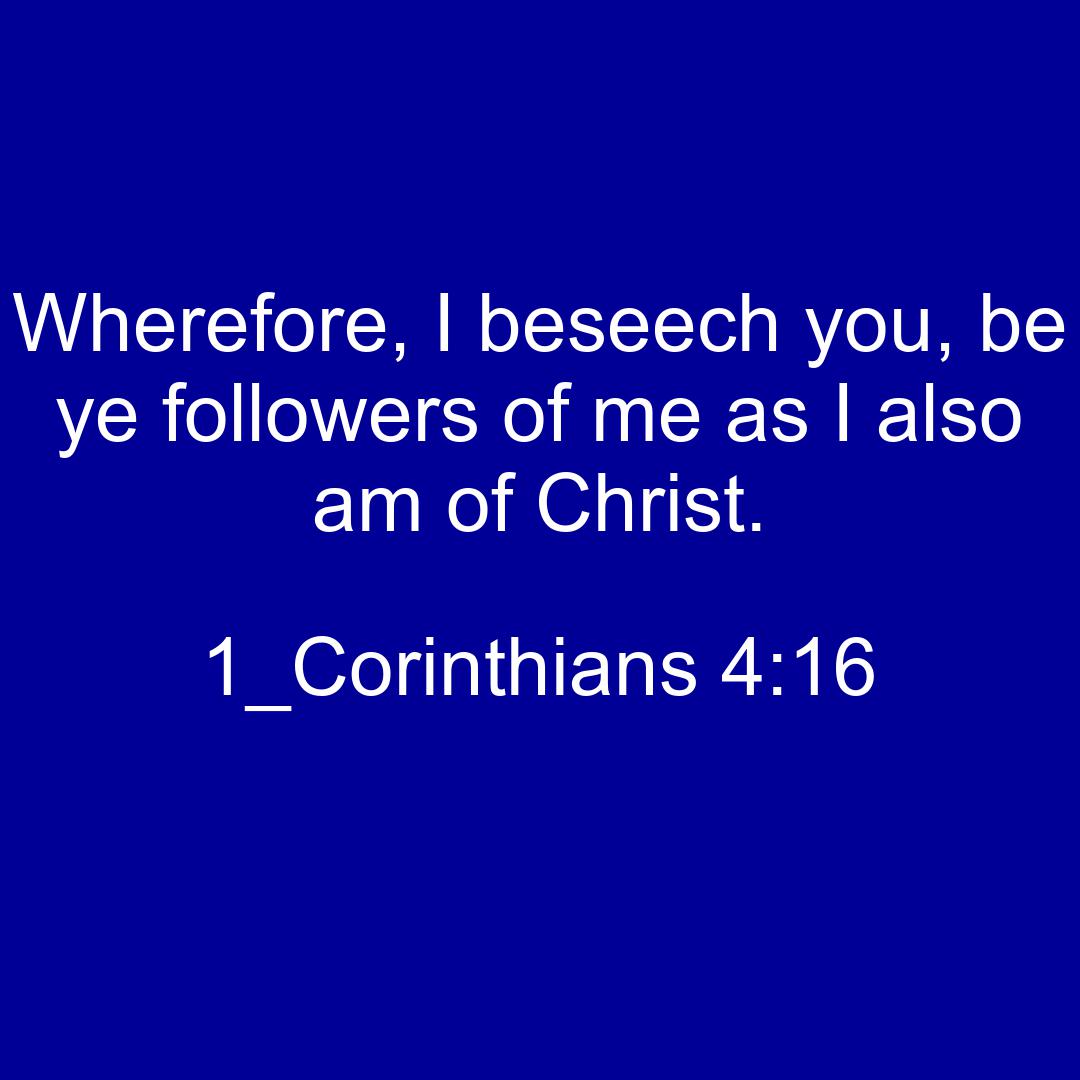 Wherefore, I beseech you, be
ye followers of me as I also
am of Christ.
1_Corinthians 4:16